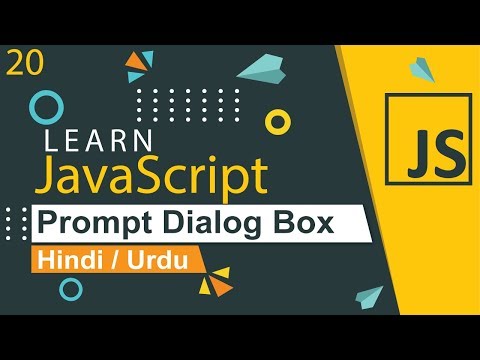 20
LEARN
JavaScript
Prompt Dialog Box
Hindi / Urdu
JS